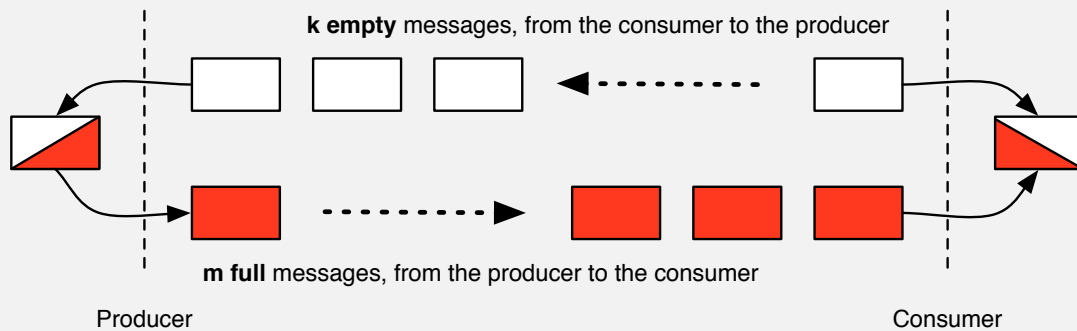 k empty messages, from the consumer to the producer
m full messages, from the producer to the consumer
Producer
Consumer